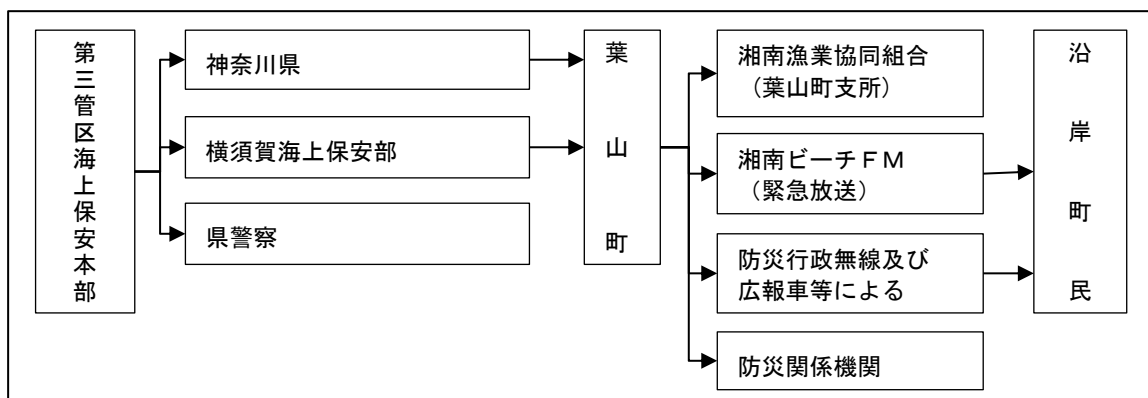 第三管区海上保安本部
神奈川県
横須賀海上保安部
県警察
葉山町
湘南漁業協同組合
（葉山町支所）
湘南ビーチＦＭ
（緊急放送）
防災行政無線及び
広報車等による
防災関係機関
沿岸町民